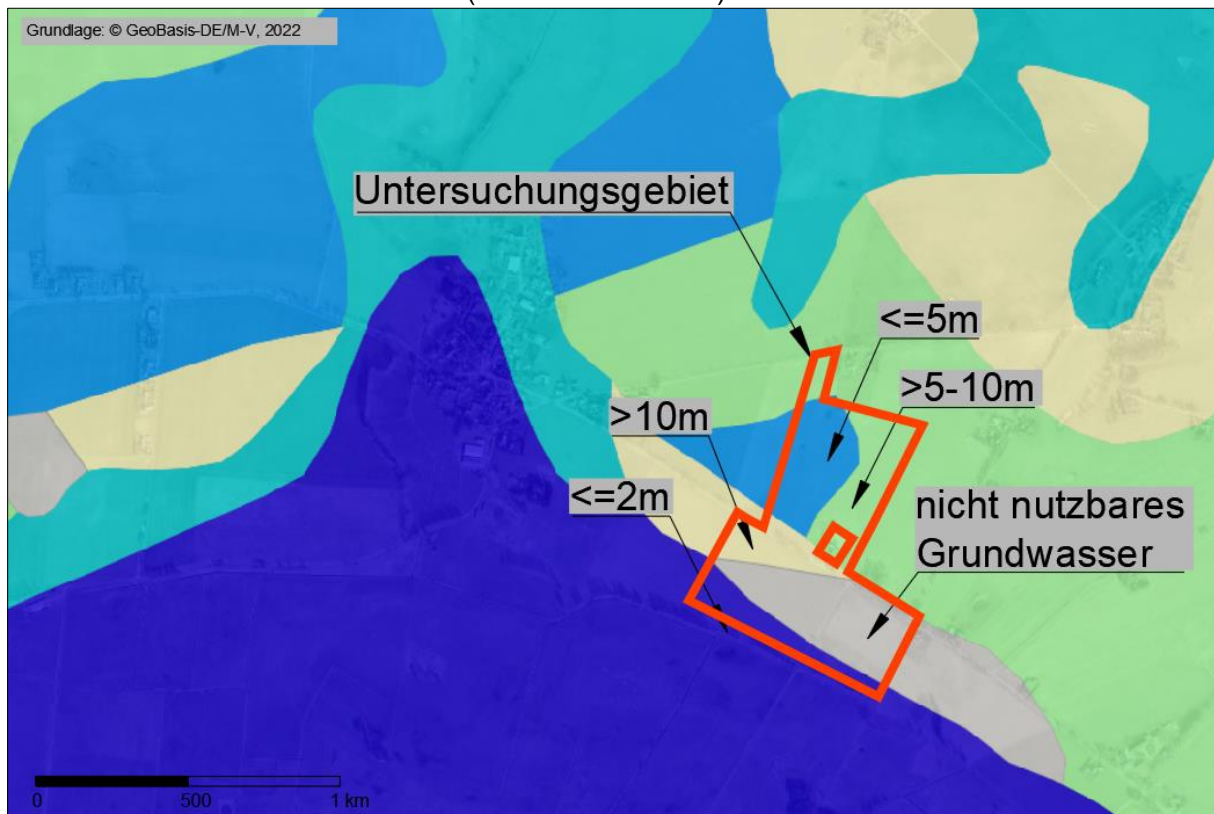 Grundlage: © GeoBasis-DE/M-V, 2022
Untersuchungsgebiet
<=5m
>5-10m
>10m
<=2m
nicht nutzbares
Grundwasser
0 500 1 km